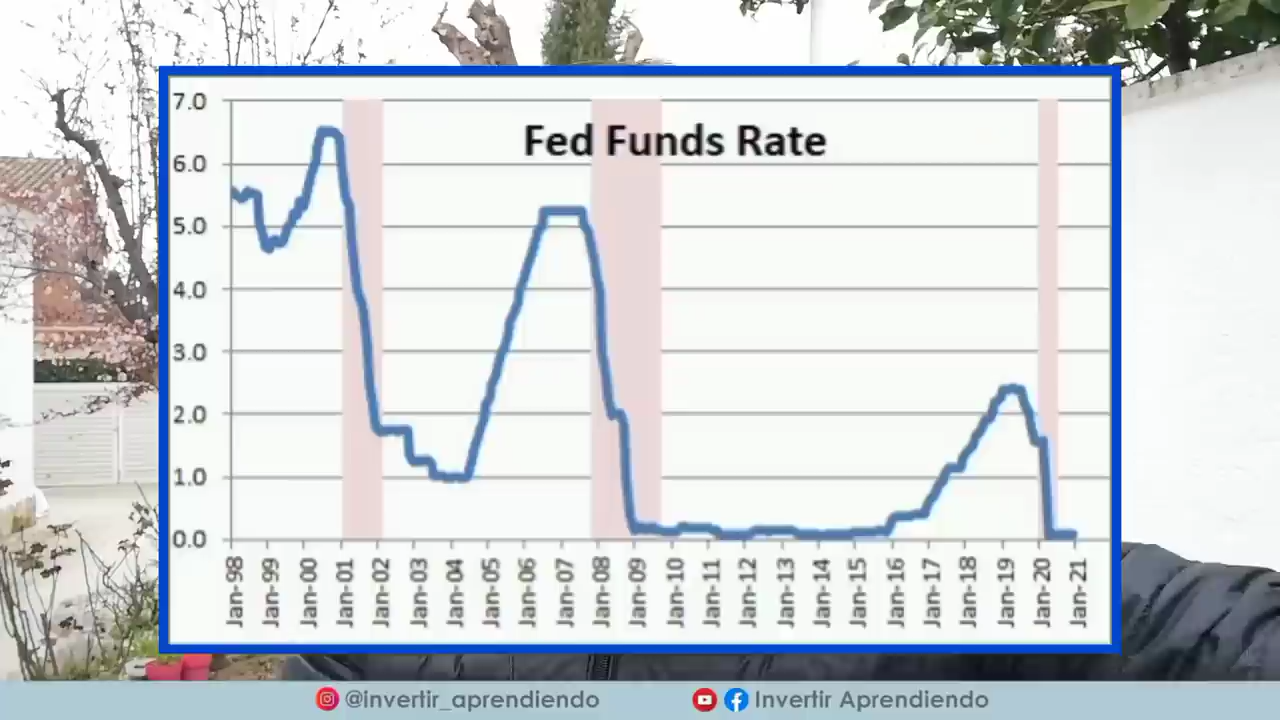 Fed Funds Rate
7.0
6.0
5.0
4.0
3.0
2.0
1.0
0.0
Jan-98
Jan-99
Jan-00
Jan-01
Jan-02
Jan-03
Jan-04
Jan-05
Jan-06
Jan-07
Jan-08
Jan-09
Jan-10
Jan-11
Jan-12
Jan-13
Jan-14
Jan-15
Jan-16
Jan-17
Jan-18
Jan-19
Jan-20
Jan-21
@invertir_aprendiendo
Invertir Aprendiendo